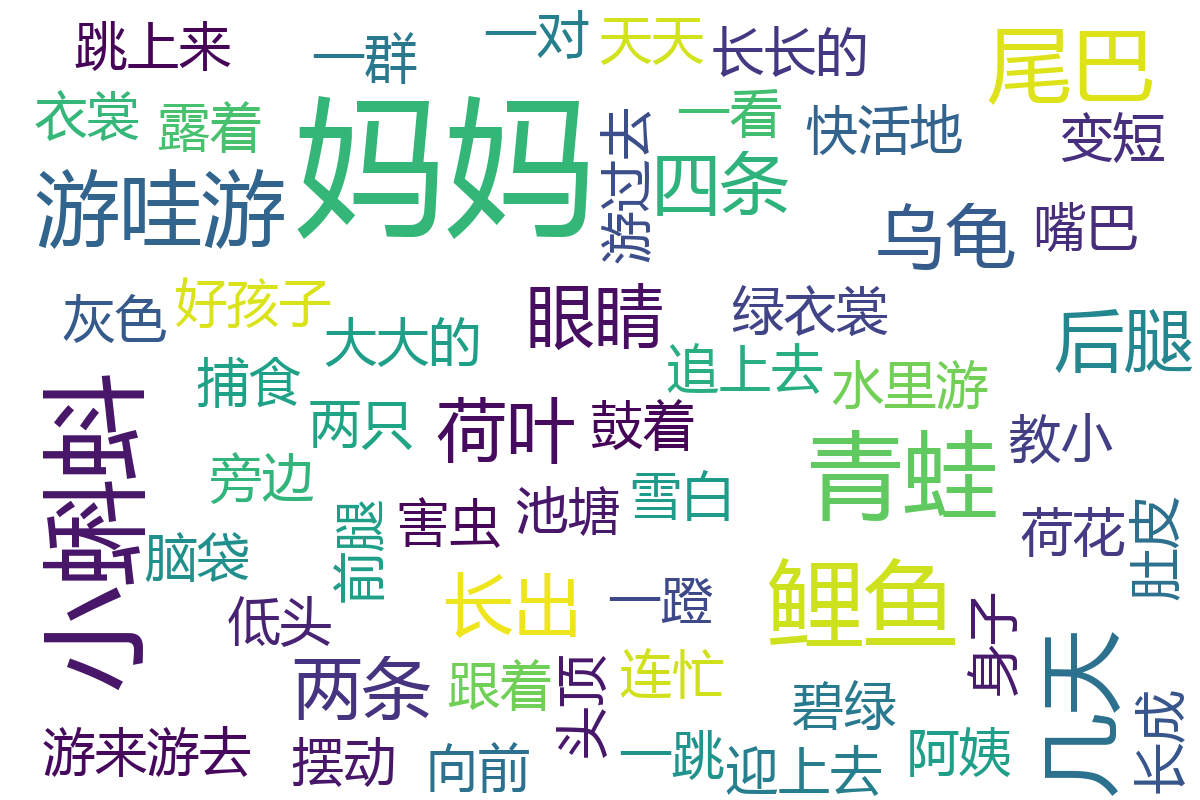 跳上来
一群
一对
天天
长长的
尾巴
衣裳
露着
妈妈
游过去
一看
快活地
变短
游哇游
四条
乌龟
嘴巴
灰色
好孩子
大大的
眼睛
绿衣裳
后腿
捕食
追上去
水里游
小蝌蚪
两只
荷叶
鼓着
青蛙
教小
旁边
前腿
害虫
池塘
雪白
荷花
肚皮
脑袋
低头
长出
一蹬
鲤鱼
身子
几天
两条
跟着
头顶
连忙
碧绿
长成
游来游去
摆动
向前
一跳
迎上去
阿姨